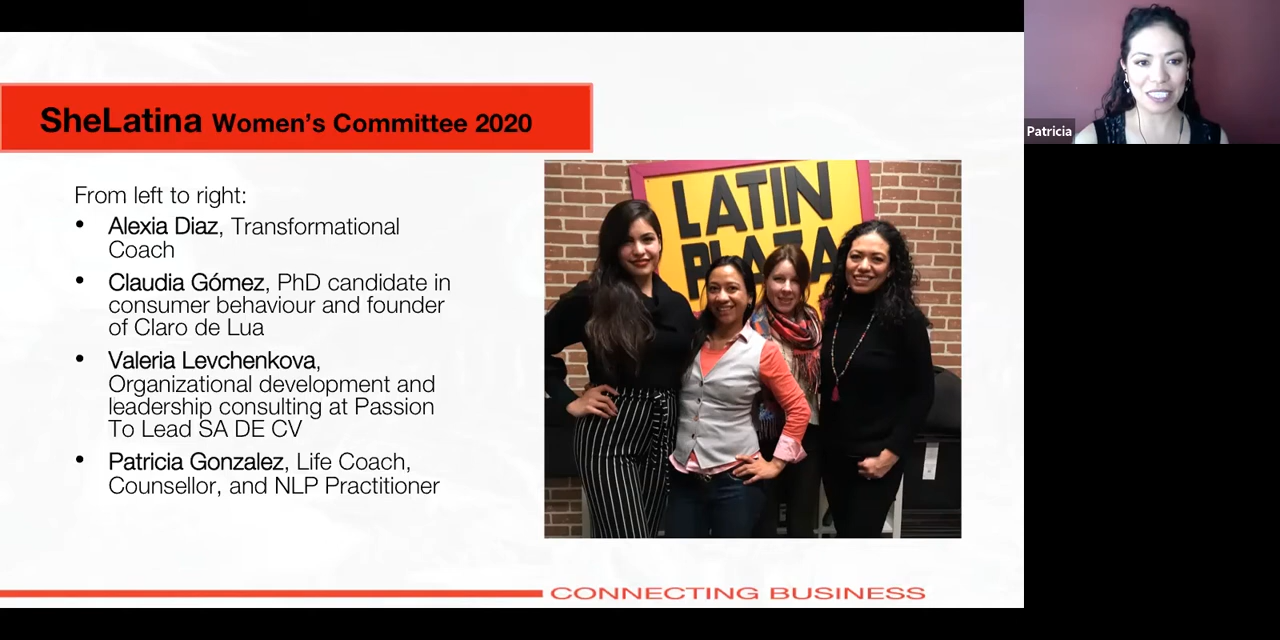 SheLatina Women's Committee 2020
From left to right:
• Alexia Diaz, Transformational
Coach
• Claudia Gómez, PhD candidate in
consumer behaviour and founder
of Claro de Lua
• Valeria Levchenkova,
Organizational development and
leadership consulting at Passion
To Lead SA DE CV
• Patricia Gonzalez, Life Coach,
Counsellor, and NLP Practitioner
LATIN
PLAZA
CONNECTING BUSINESS
Patricia